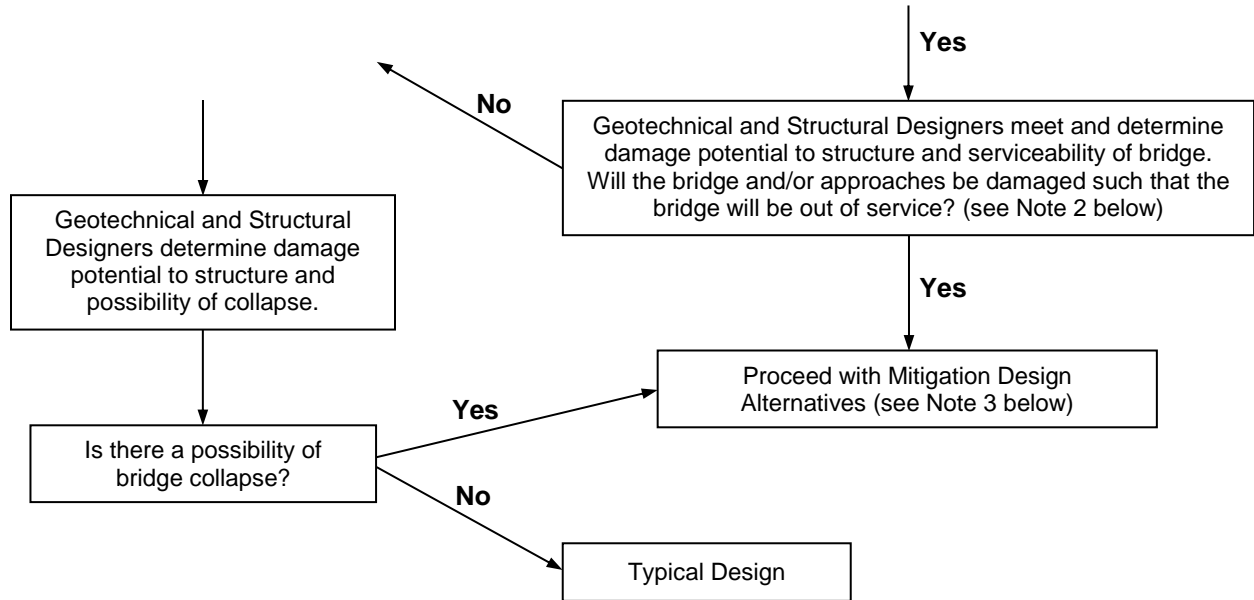 Yes
No
Geotechnical and Structural Designers meet and determine
damage potential to structure and serviceability of bridge.
Will the bridge and/or approaches be damaged such that the
bridge will be out of service? (see Note 2 below)
Geotechnical and Structural
Designers determine damage
potential to structure and
possibility of collapse.
Yes
Proceed with Mitigation Design
Alternatives (see Note 3 below)
Yes
Is there a possibility of
bridge collapse?
No
Typical Design